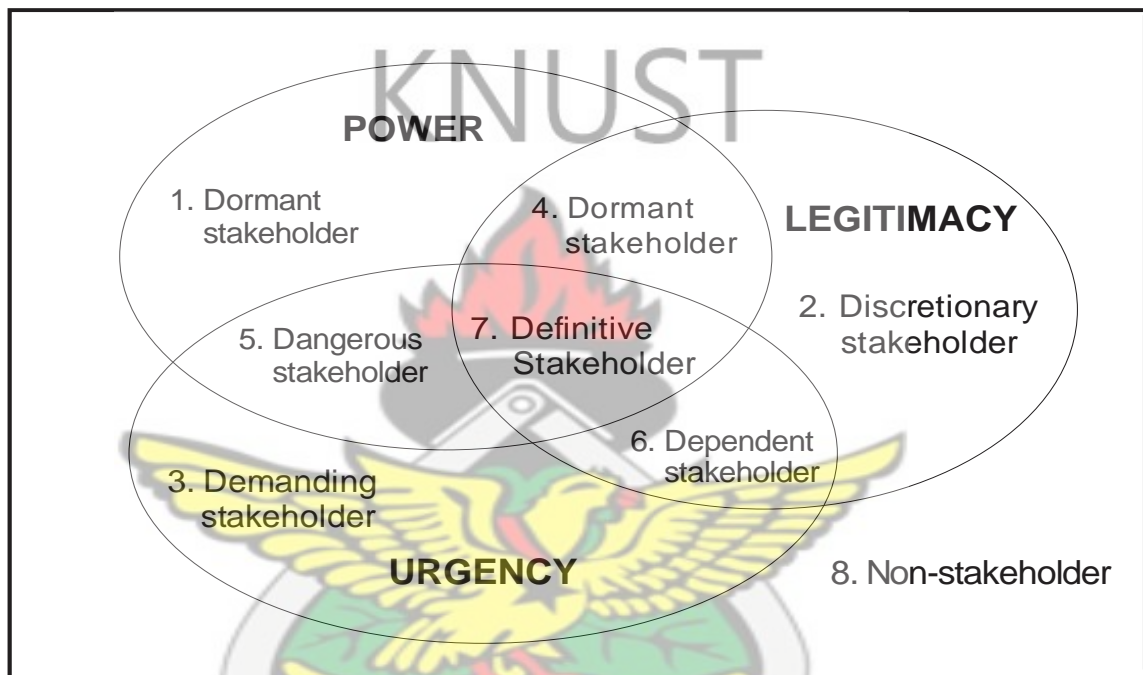 KNUST
POWER
1. Dormant
stakeholder
4. Dormant
stakeholder
LEGITIMACY
2. Discretionary
stakeholder
5. Dangerous
stakeholder
7. Definitive
Stakeholder
6. Dependent
stakeholder
3. Demanding
stakeholder
URGENCY
8. Non-stakeholder